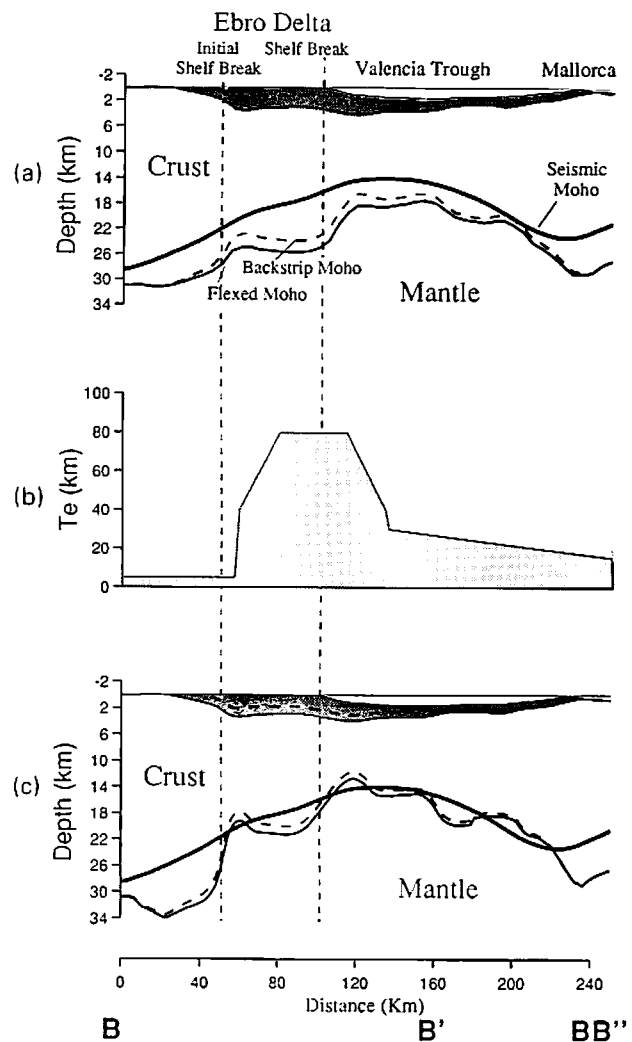 Ebro Delta
Initial
Shelf Break
Shelf Break
Valencia Trough
Mallorca
(a)
Depth (km)
-2
2
6
10
14
18
22
26
30
34
Crust
Seismic
Moho
Backstrip Moho
Flexed Moho
Mantle
(b)
Te (km)
100
80
60
40
20
0
(c)
Depth (km)
-2
2
6
10
14
18
22
26
30
34
Crust
Mantle
0
40
80
120
160
200
240
Distance (Km)
B
B'
BB''